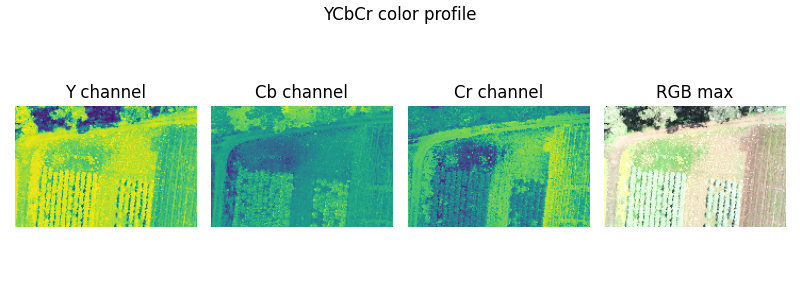 YCbCr color profile
Y channel
Cb channel
Cr channel
RGB max